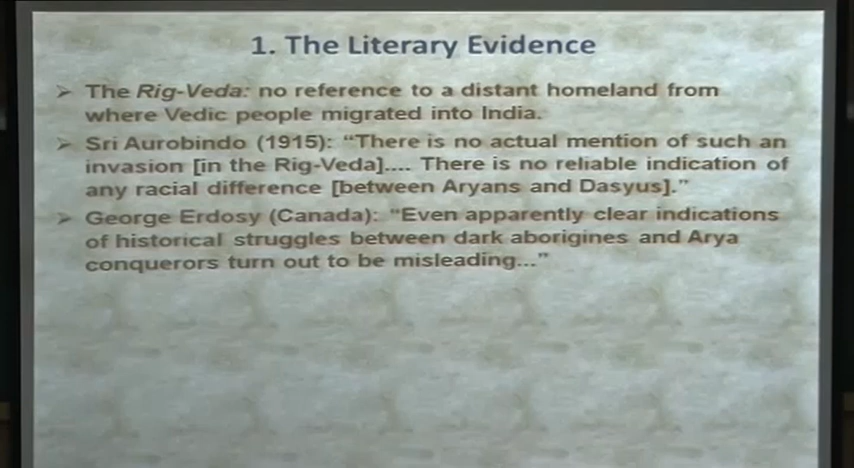 1. The Literary Evidence
➢ The Rig-Veda: no reference to a distant homeland from
where Vedic people migrated into India.
➢ Sri Aurobindo (1915): “There is no actual mention of such an
invasion [in the Rig-Veda].... There is no reliable indication of
any racial difference [between Aryans and Dasyus].”
➢ George Erdosy (Canada): “Even apparently clear indications
of historical struggles between dark aborigines and Arya
conquerors turn out to be misleading...”